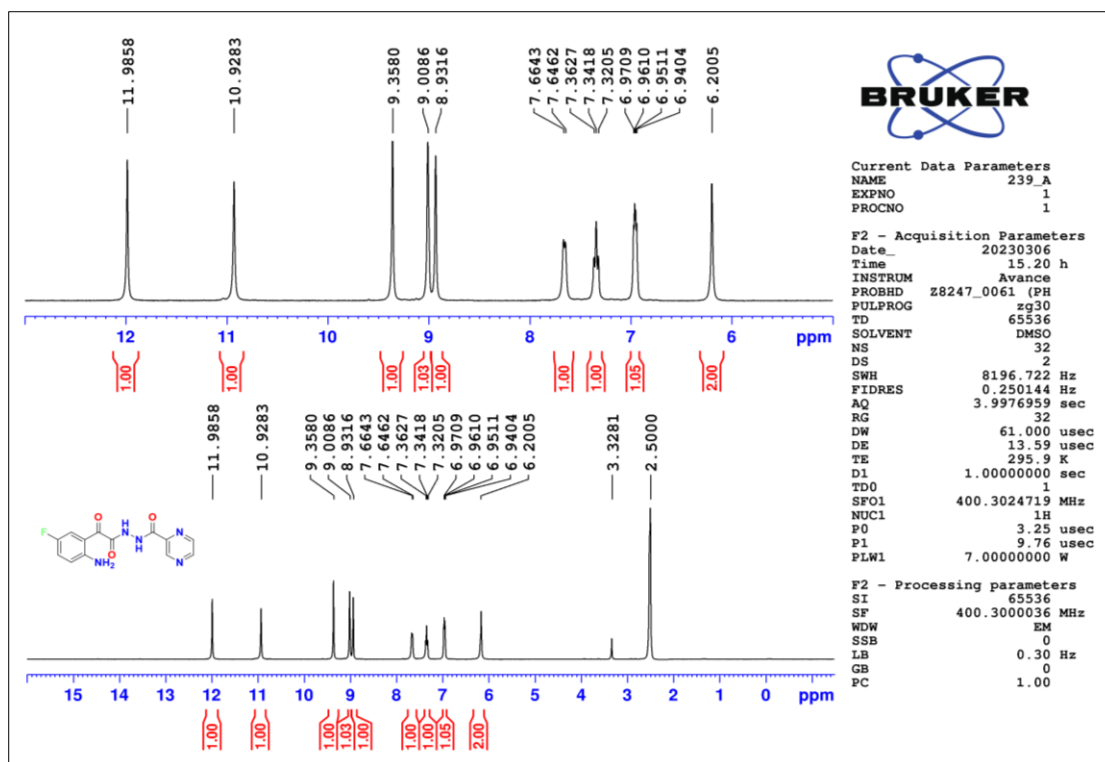 11.9858
10.9283
9.3580
9.0086
8.9316
7.6643
7.6462
7.3627
7.3418
7.3205
6.9709
6.9610
6.9511
6.9404
6.2005
12 11 10 9 8 7 6 ppm
1.00
1.00
1.00
1.03
1.00
1.00
1.00
1.05
2.00
11.9858
10.9283
9.3580
9.0086
8.9316
7.6643
7.6462
7.3627
7.3418
7.3205
6.9709
6.9610
6.9511
6.9404
6.2005
3.3281
2.5000
F
O
O
NH2
H
N
N
H
O
N
N
15 14 13 12 11 10 9 8 7 6 5 4 3 2 1 0 ppm
1.00
1.00
1.00
1.03
1.00
1.00
1.00
1.05
2.00
BRUKER
Current Data Parameters
NAME 239_A
EXPNO 1
PROCNO 1
F2 - Acquisition Parameters
Date_ 20230306
Time 15.20 h
INSTRUM Avance
PROBHD Z8247_0061 (PH
PULPROG zg30
TD 65536
SOLVENT DMSO
NS 32
DS 2
SWH 8196.722 Hz
FIDRES 0.250144 Hz
AQ 3.9976959 sec
RG 32
DW 61.000 usec
DE 13.59 usec
TE 295.9 K
D1 1.00000000 sec
TD0 1
SFO1 400.3024719 MHz
NUC1 1H
P0 3.25 usec
P1 9.76 usec
PLW1 7.00000000 W
F2 - Processing parameters
SI 65536
SF 400.3000036 MHz
WDW EM
SSB 0
LB 0.30 Hz
GB 0
PC 1.00